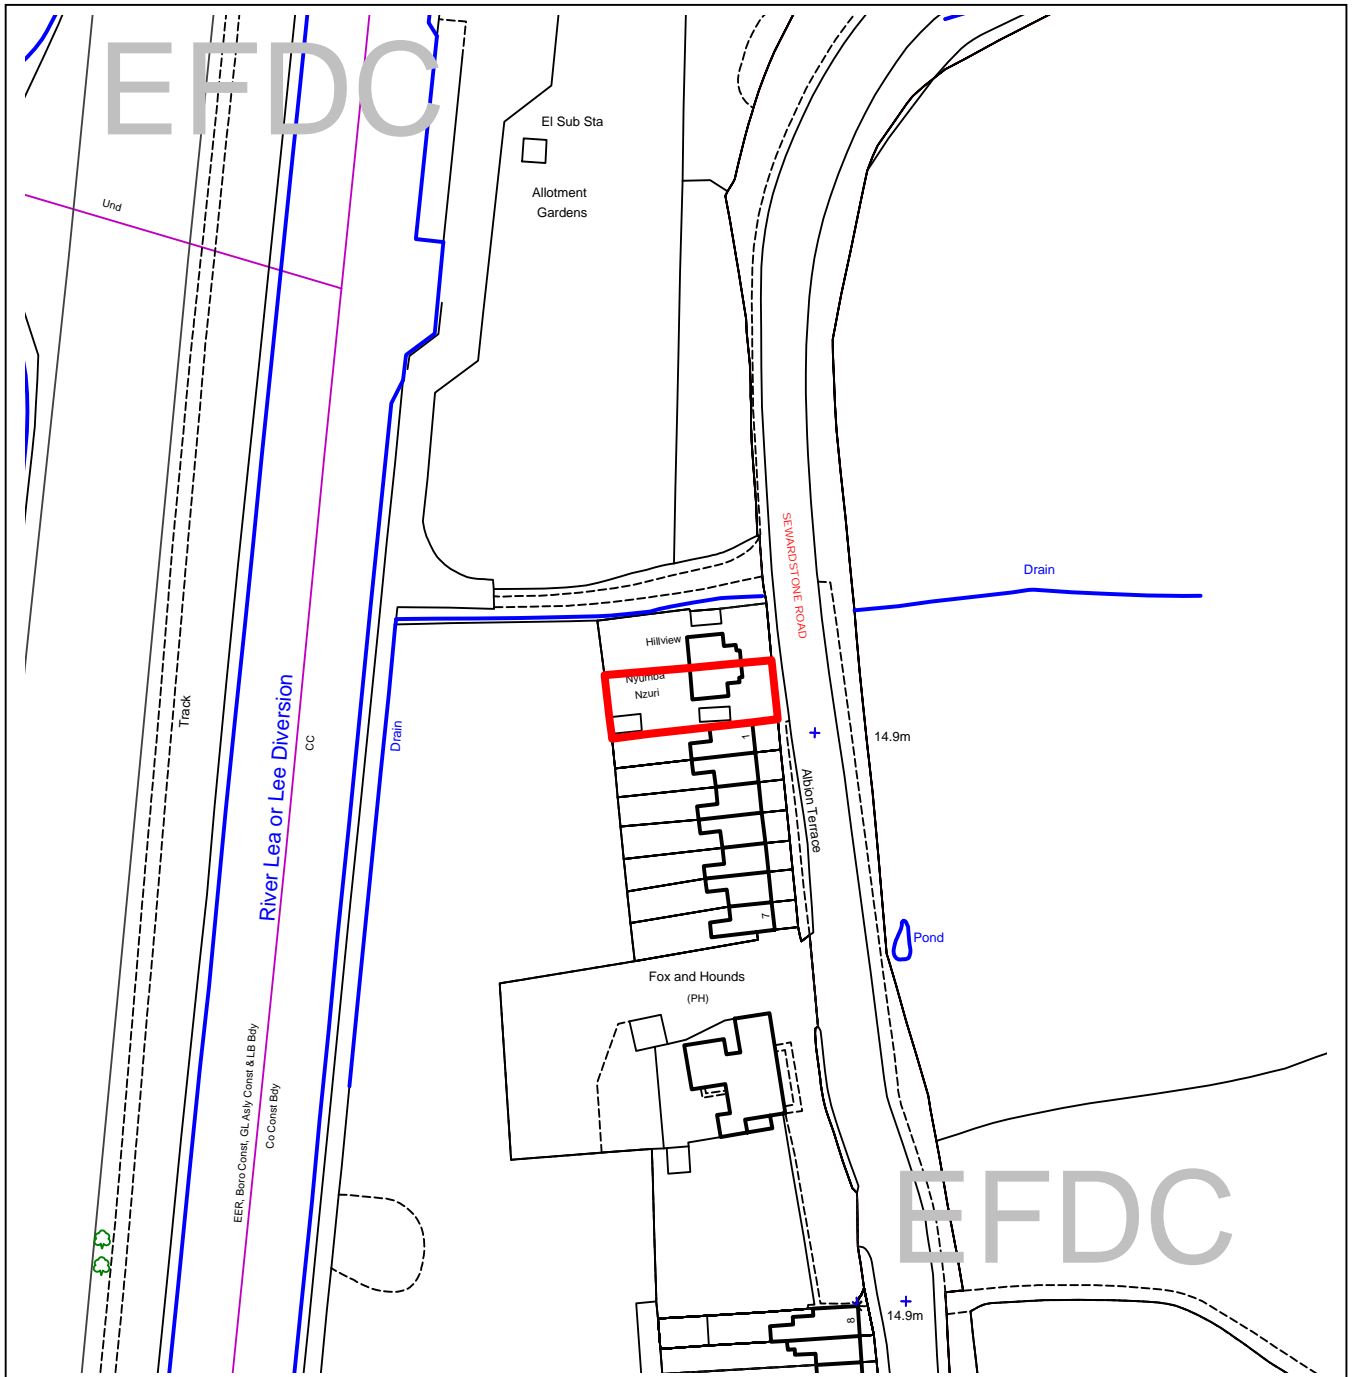 EFDC
El Sub Sta
Allotment
Gardens
Und
SEWARDSTONE ROAD
Drain
Hillview
Nyumba
Nzuri
Track
River Lea or Lee Diversion
CC
Drain
1
14.9m
Albion Terrace
7
Pond
Fox and Hounds
(PH)
EER, Boro Const, GL Asly Const & LB Bdy
Co Const Bdy
EFDC
14.9m
8